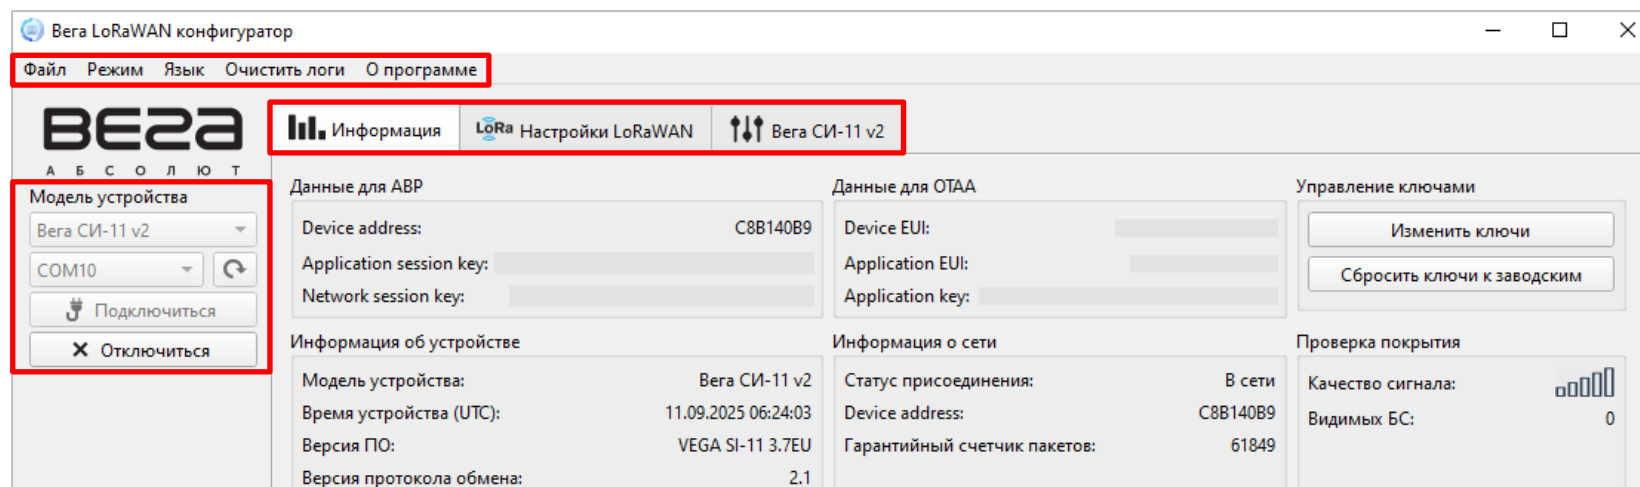 Вега LoRaWAN конфигуратор
Файл Режим Язык Очистить логи О программе
ВЕГА
АБСОЛЮТ
Информация
LoRa Настройки LoRaWAN
Вега СИ-11 v2
Модель устройства
Вега СИ-11 v2
COM10
Подключиться
Отключиться
Данные для ABP
Device address: C8B140B9
Application session key:
Network session key:
Данные для OTAA
Device EUI:
Application EUI:
Application key:
Управление ключами
Изменить ключи
Сбросить ключи к заводским
Информация об устройстве
Модель устройства: Вега СИ-11 v2
Время устройства (UTC): 11.09.2025 06:24:03
Версия ПО: VEGA SI-11 3.7EU
Версия протокола обмена: 2.1
Информация о сети
Статус присоединения: В сети
Device address: C8B140B9
Гарантийный счетчик пакетов: 61849
Проверка покрытия
Качество сигнала:
Видимых БС: 0